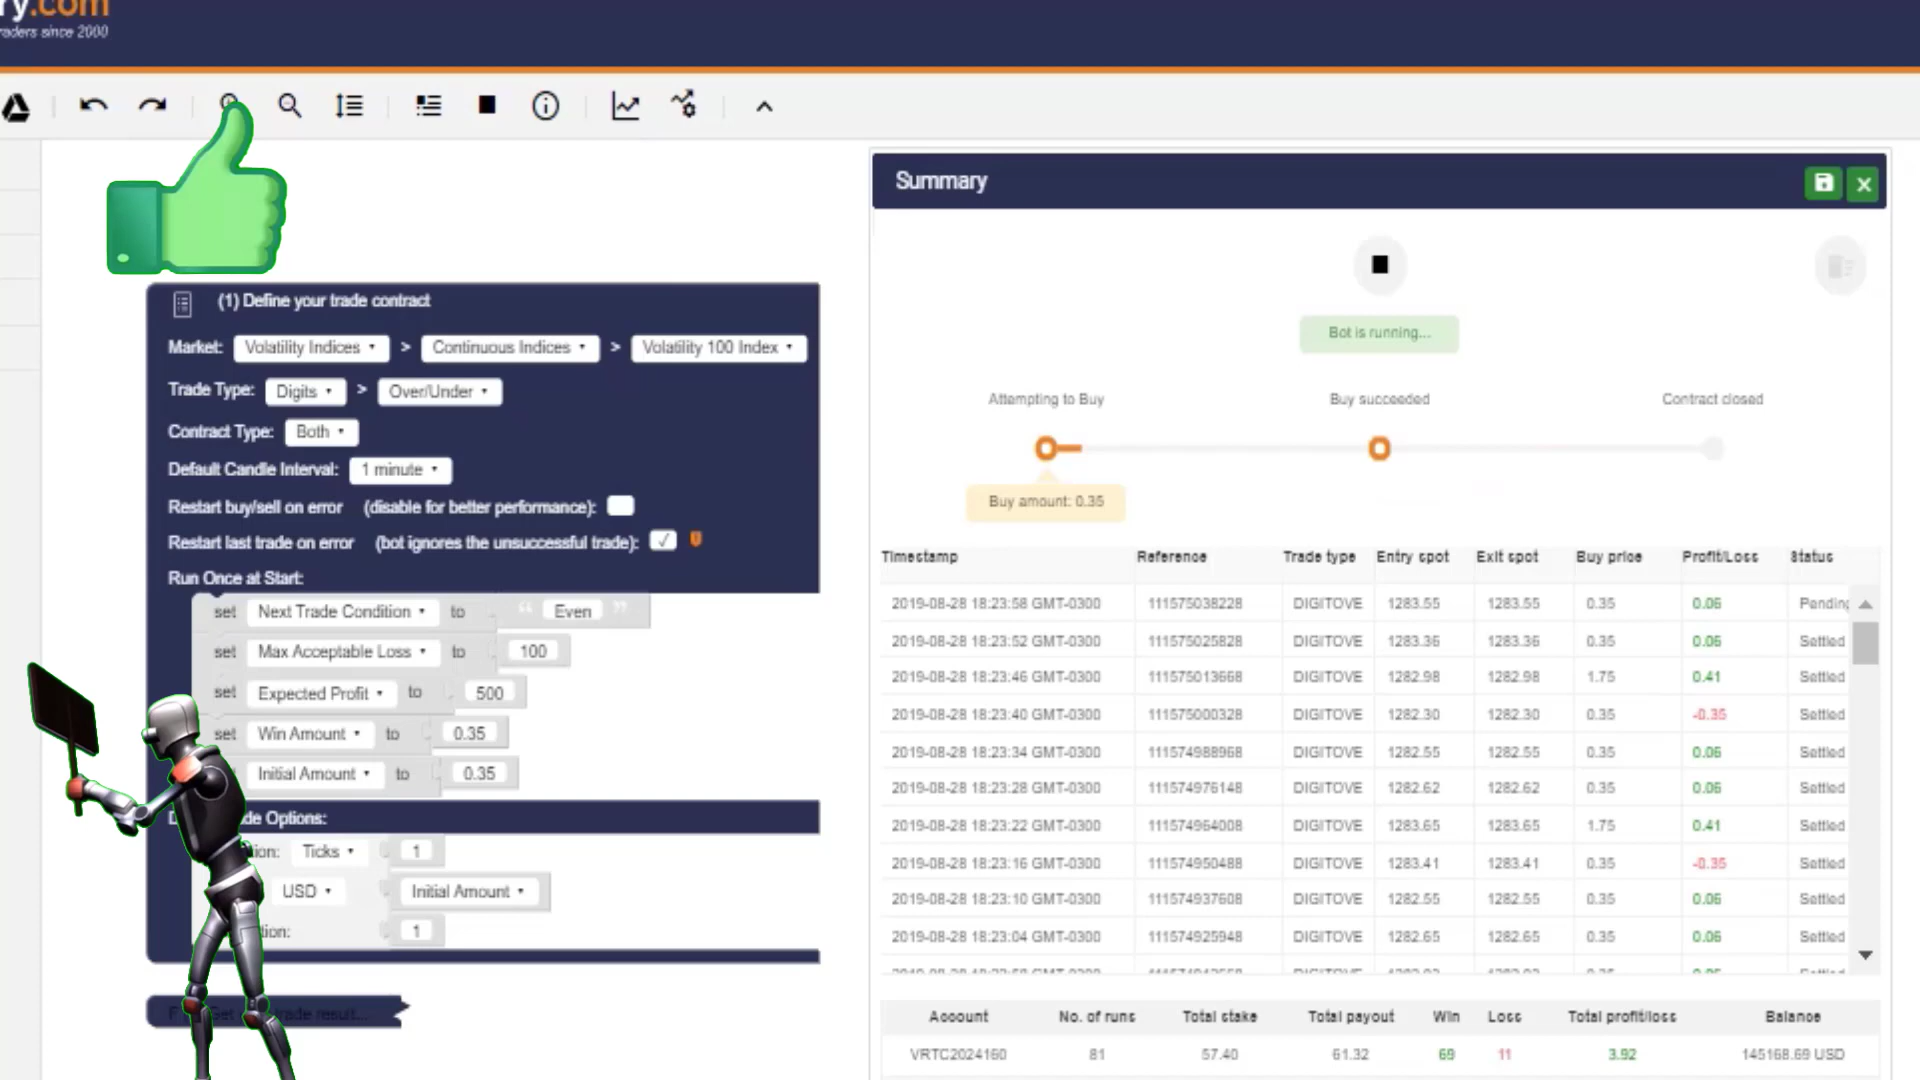 ry.com
raders since 2000
Summary
Bot is running...
Attempting to Buy Buy succeeded Contract closed
Buy amount: 0.35
(1) Define your trade contract
Market: Volatility Indices > Continuous Indices > Volatility 100 Index
Trade Type: Digits > Over/Under
Contract Type: Both
Default Candle Interval: 1 minute
Restart buy/sell on error (disable for better performance):
Restart last trade on error (bot ignores the unsuccessful trade): ✓
Run Once at Start:
set Next Trade Condition to “ Even ”
set Max Acceptable Loss to 100
set Expected Profit to 500
set Win Amount to 0.35
Initial Amount to 0.35
de Options:
tion: Ticks 1
USD Initial Amount
tion: 1
trade result...
Timestamp Reference Trade type Entry spot Exit spot Buy price Profit/Loss Status
2019-08-28 18:23:58 GMT-0300 111575038228 DIGITOVE 1283.55 1283.55 0.35 0.06 Pending
2019-08-28 18:23:52 GMT-0300 111575025828 DIGITOVE 1283.36 1283.36 0.35 0.06 Settled
2019-08-28 18:23:46 GMT-0300 111575013668 DIGITOVE 1282.98 1282.98 1.75 0.41 Settled
2019-08-28 18:23:40 GMT-0300 111575000328 DIGITOVE 1282.30 1282.30 0.35 -0.35 Settled
2019-08-28 18:23:34 GMT-0300 111574988968 DIGITOVE 1282.55 1282.55 0.35 0.06 Settled
2019-08-28 18:23:28 GMT-0300 111574976148 DIGITOVE 1282.62 1282.62 0.35 0.06 Settled
2019-08-28 18:23:22 GMT-0300 111574964008 DIGITOVE 1283.65 1283.65 1.75 0.41 Settled
2019-08-28 18:23:16 GMT-0300 111574950488 DIGITOVE 1283.41 1283.41 0.35 -0.35 Settled
2019-08-28 18:23:10 GMT-0300 111574937608 DIGITOVE 1282.55 1282.55 0.35 0.06 Settled
2019-08-28 18:23:04 GMT-0300 111574925948 DIGITOVE 1282.65 1282.65 0.35 0.06 Settled
Account No. of runs Total stake Total payout Win Loss Total profit/loss Balance
VRTC2024160 81 57.40 61.32 69 11 3.92 145168.69 USD